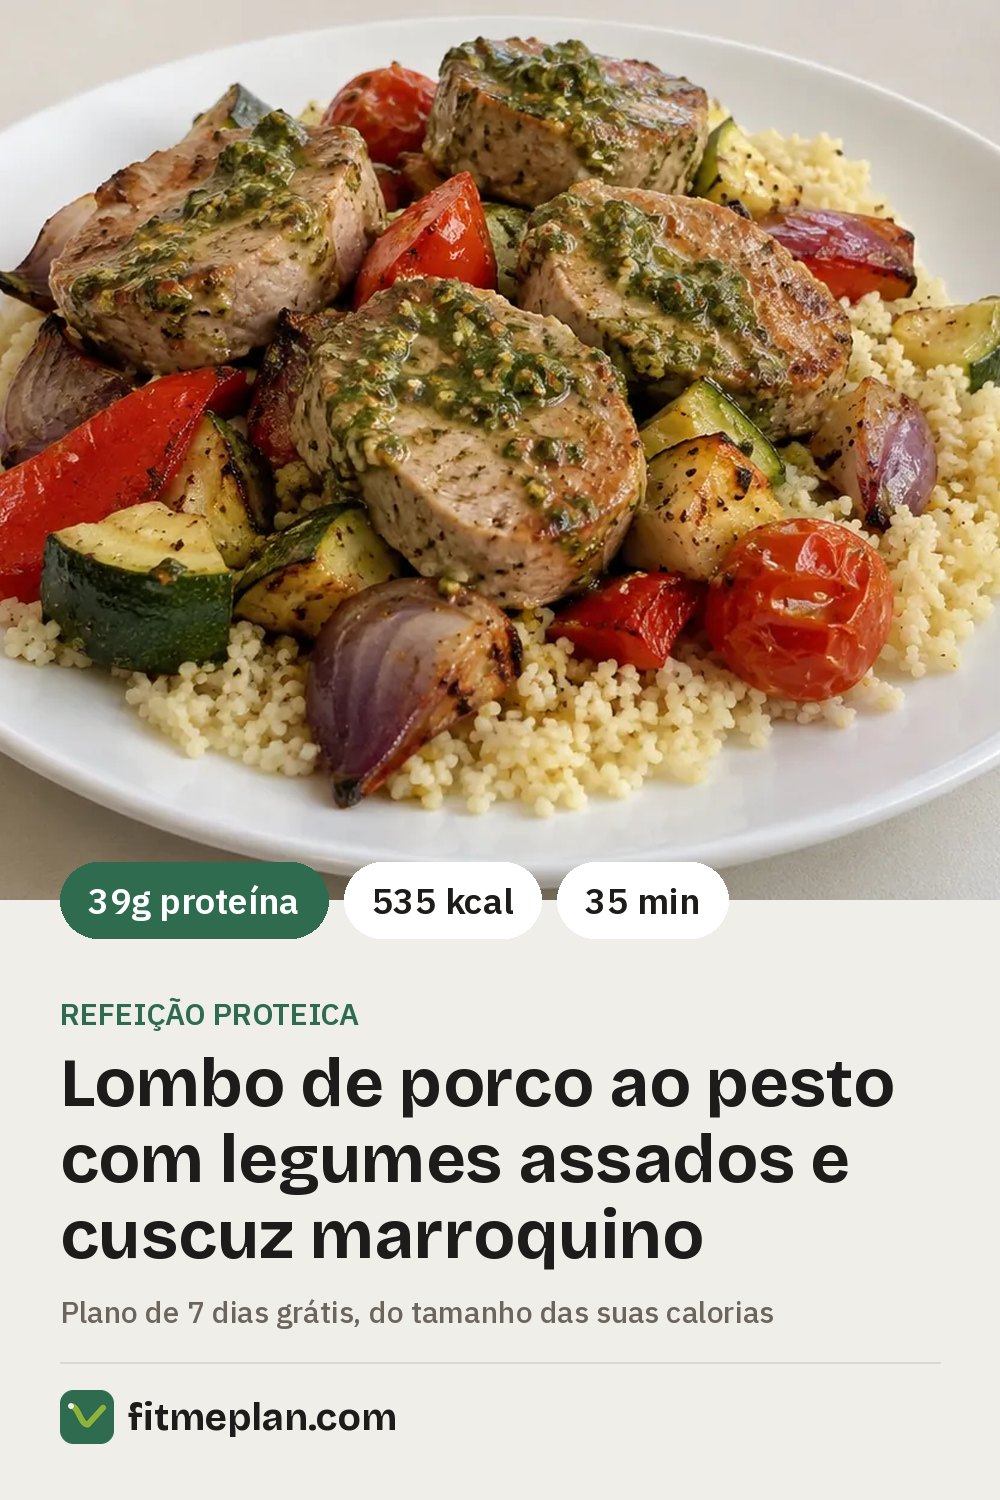 39g proteína
535 kcal
35 min
REFEIÇÃO PROTEICA
Lombo de porco ao pesto
com legumes assados e
cuscuz marroquino
Plano de 7 dias grátis, do tamanho das suas calorias
fitmeplan.com